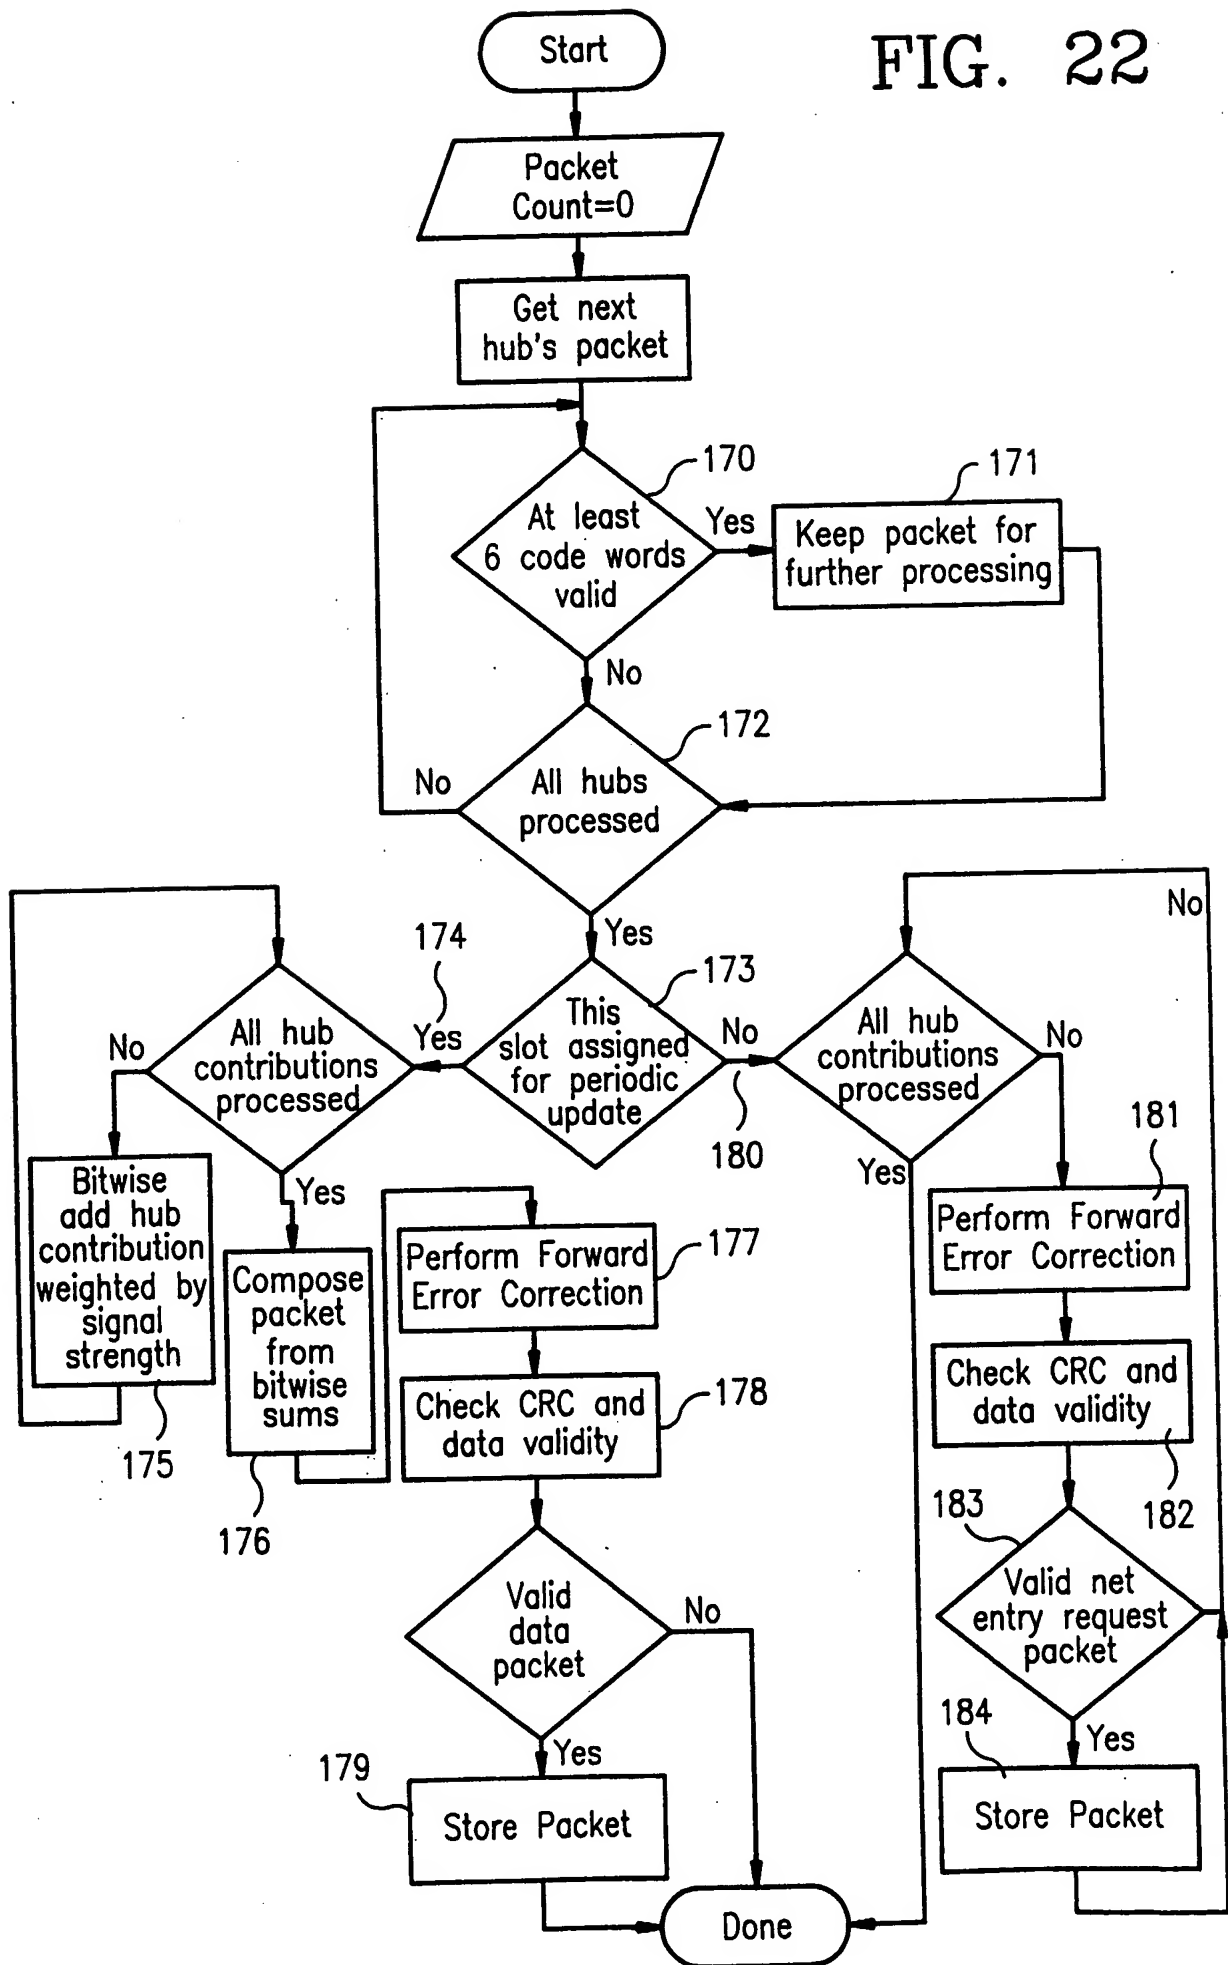 FIG. 22
Start
Packet
Count=0
Get next
hub's packet
170
At least
6 code words
valid
Yes
171
Keep packet for
further processing
No
172
All hubs
processed
No
Yes
174
Yes
173
This
slot assigned
for periodic
update
No
180
All hub
contributions
processed
No
Yes
Bitwise
add hub
contribution
weighted by
signal
strength
175
Compose
packet
from
bitwise
sums
176
Perform Forward
Error Correction
177
Check CRC and
data validity
178
Valid
data
packet
No
Yes
179
Store Packet
All hub
contributions
processed
No
No
Yes
181
Perform Forward
Error Correction
Check CRC and
data validity
182
183
Valid net
entry request
packet
Yes
184
Store Packet
Done